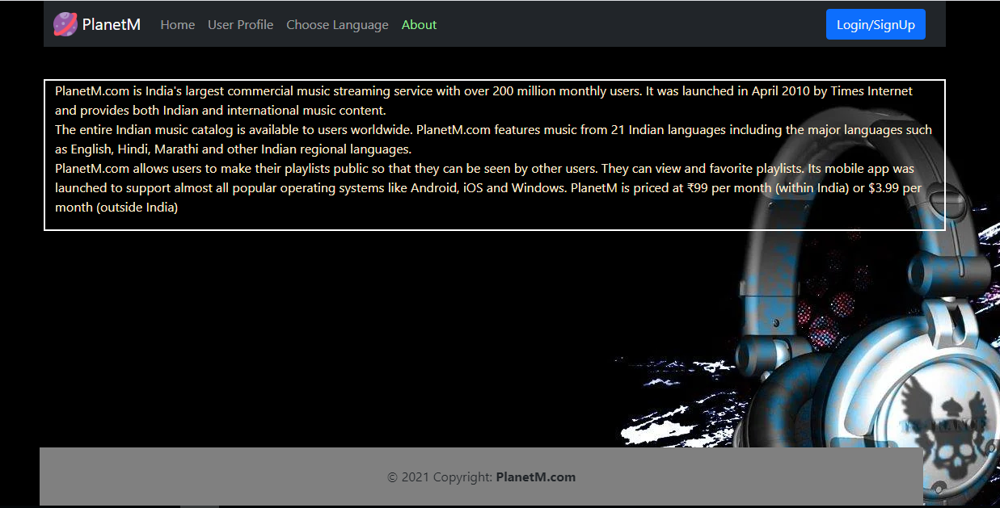 PlanetM Home User Profile Choose Language About Login/SignUp
PlanetM.com is India's largest commercial music streaming service with over 200 million monthly users. It was launched in April 2010 by Times Internet
and provides both Indian and international music content.
The entire Indian music catalog is available to users worldwide. PlanetM.com features music from 21 Indian languages including the major languages such
as English, Hindi, Marathi and other Indian regional languages.
PlanetM.com allows users to make their playlists public so that they can be seen by other users. They can view and favorite playlists. Its mobile app was
launched to support almost all popular operating systems like Android, iOS and Windows. PlanetM is priced at ₹99 per month (within India) or $3.99 per
month (outside India)
© 2021 Copyright: PlanetM.com